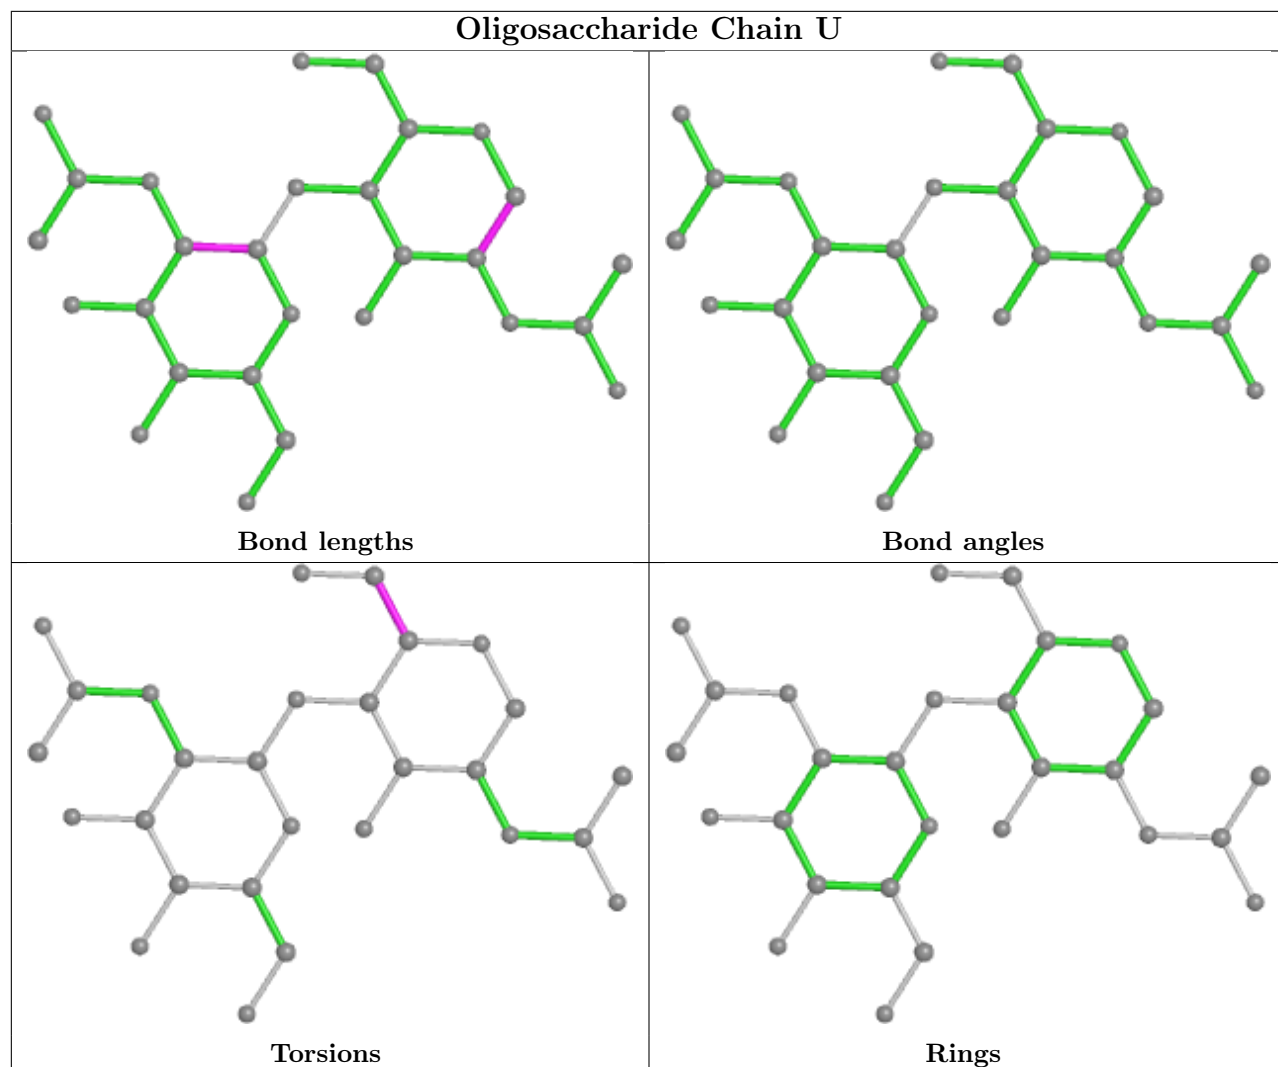 Oligosaccharide Chain U
Bond lengths
Bond angles
Torsions
Rings